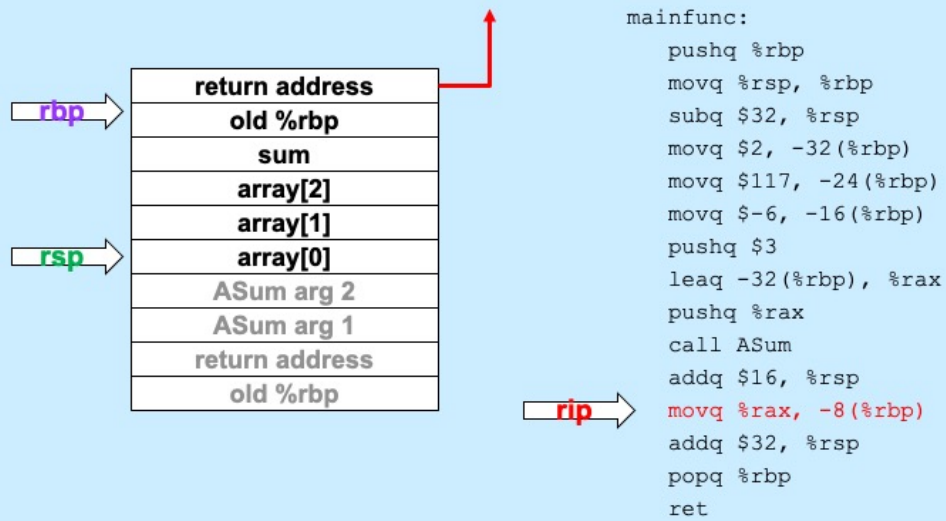 return address
rbp
old %rbp
sum
array[2]
array[1]
rsp
array[0]
ASum arg 2
ASum arg 1
return address
old %rbp
rip
mainfunc:
pushq %rbp
movq %rsp, %rbp
subq $32, %rsp
movq $2, -32(%rbp)
movq $117, -24(%rbp)
movq $-6, -16(%rbp)
pushq $3
leaq -32(%rbp), %rax
pushq %rax
call ASum
addq $16, %rsp
movq %rax, -8(%rbp)
addq $32, %rsp
popq %rbp
ret